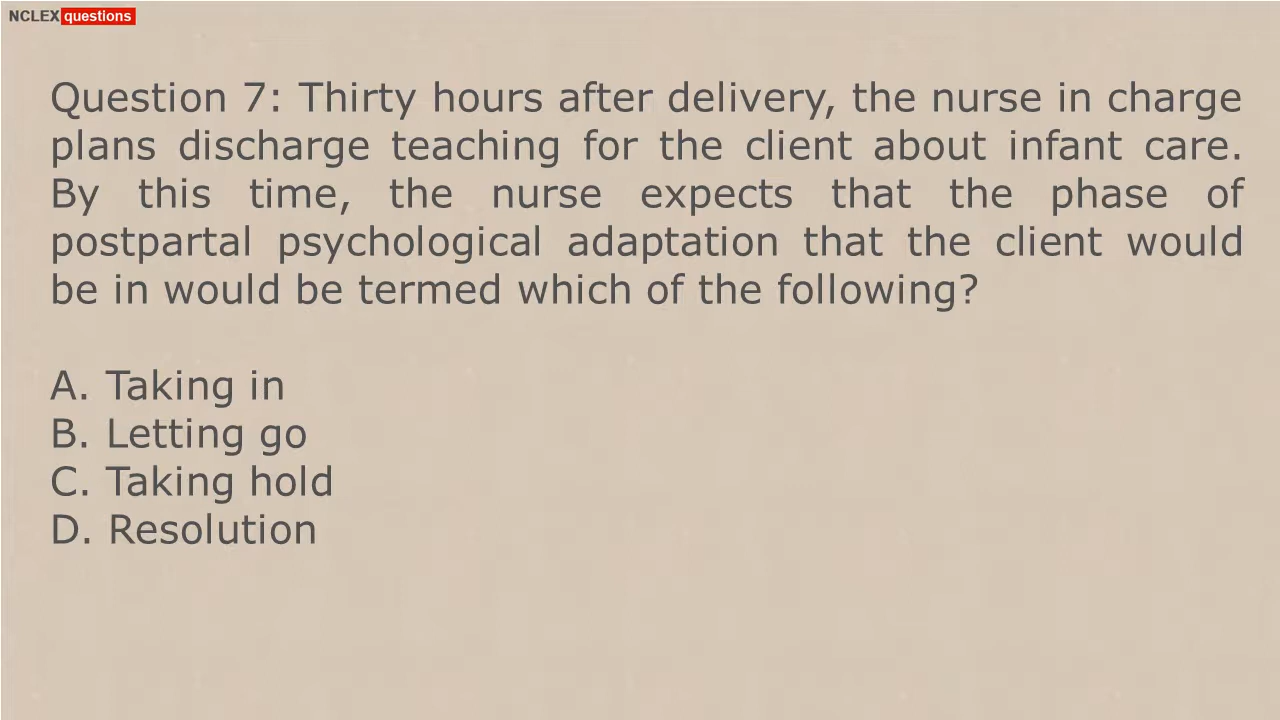 NCLEX questions
Question 7: Thirty hours after delivery, the nurse in charge
plans discharge teaching for the client about infant care.
By this time, the nurse expects that the phase of
postpartal psychological adaptation that the client would
be in would be termed which of the following?
A. Taking in
B. Letting go
C. Taking hold
D. Resolution